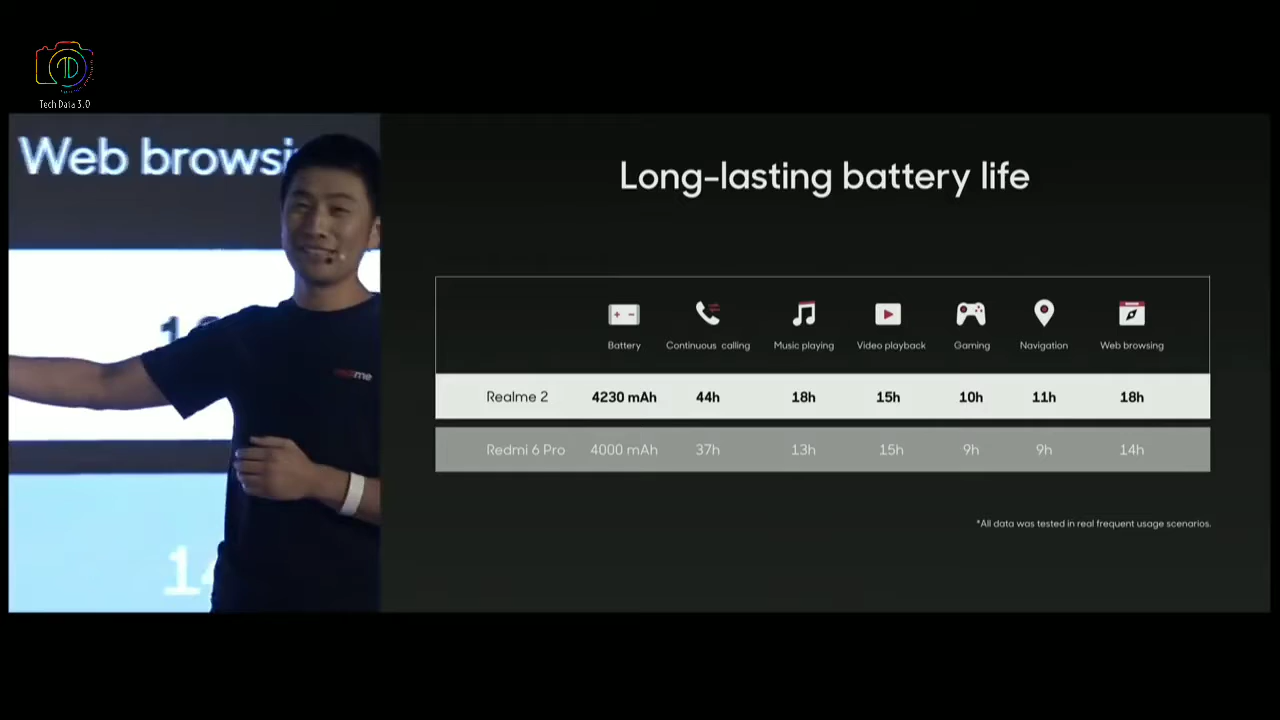 Tech Data 3.0
Web browsi
Long-lasting battery life
Battery Continuous calling Music playing Video playback Gaming Navigation Web browsing
Realme 2 4230 mAh 44h 18h 15h 10h 11h 18h
Redmi 6 Pro 4000 mAh 37h 13h 15h 9h 9h 14h
*All data was tested in real frequent usage scenarios.
realme
14